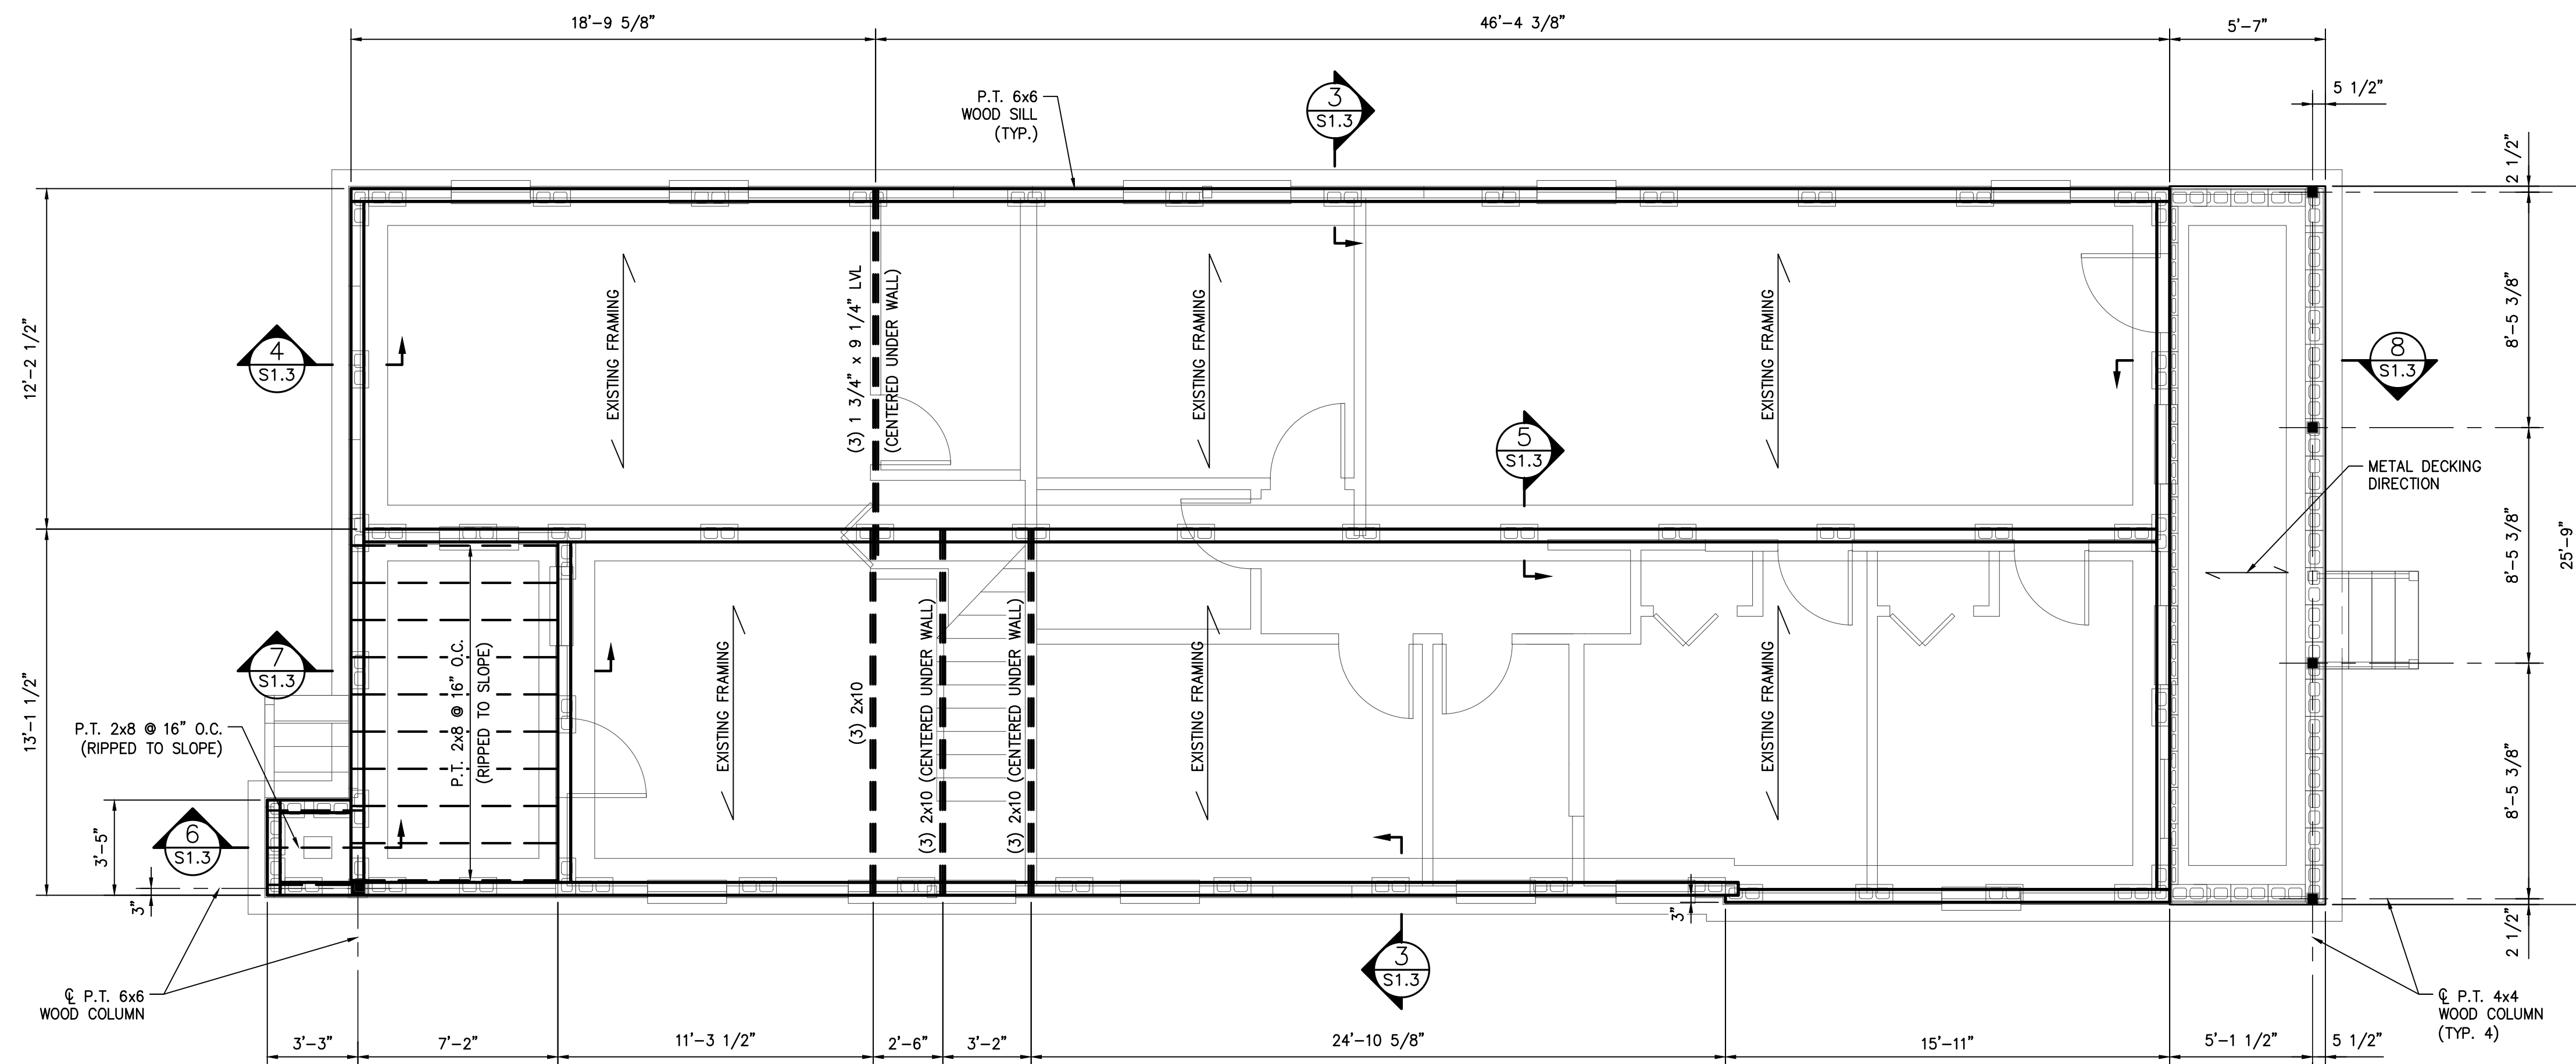 18'-9 5/8"
46'-4 3/8"
5'-7"
5 1/2"
P.T. 6x6
WOOD SILL
(TYP.)
3
S1.3
2 1/2"
12'-2 1/2"
EXISTING FRAMING
(3) 1 3/4" x 9 1/4" LVL
(CENTERED UNDER WALL)
EXISTING FRAMING
EXISTING FRAMING
8'-5 3/8"
4
S1.3
8
S1.3
5
S1.3
METAL DECKING
DIRECTION
8'-5 3/8"
25'-9"
13'-1 1/2"
7
S1.3
P.T. 2x8 @ 16" O.C.
(RIPPED TO SLOPE)
P.T. 2x8 @ 16" O.C.
(RIPPED TO SLOPE)
EXISTING FRAMING
(3) 2x10
(3) 2x10 (CENTERED UNDER WALL)
(3) 2x10 (CENTERED UNDER WALL)
EXISTING FRAMING
EXISTING FRAMING
8'-5 3/8"
6
S1.3
3'-5"
3"
3"
2 1/2"
3
S1.3
℄ P.T. 6x6
WOOD COLUMN
℄ P.T. 4x4
WOOD COLUMN
(TYP. 4)
3'-3"
7'-2"
11'-3 1/2"
2'-6"
3'-2"
24'-10 5/8"
15'-11"
5'-1 1/2"
5 1/2"